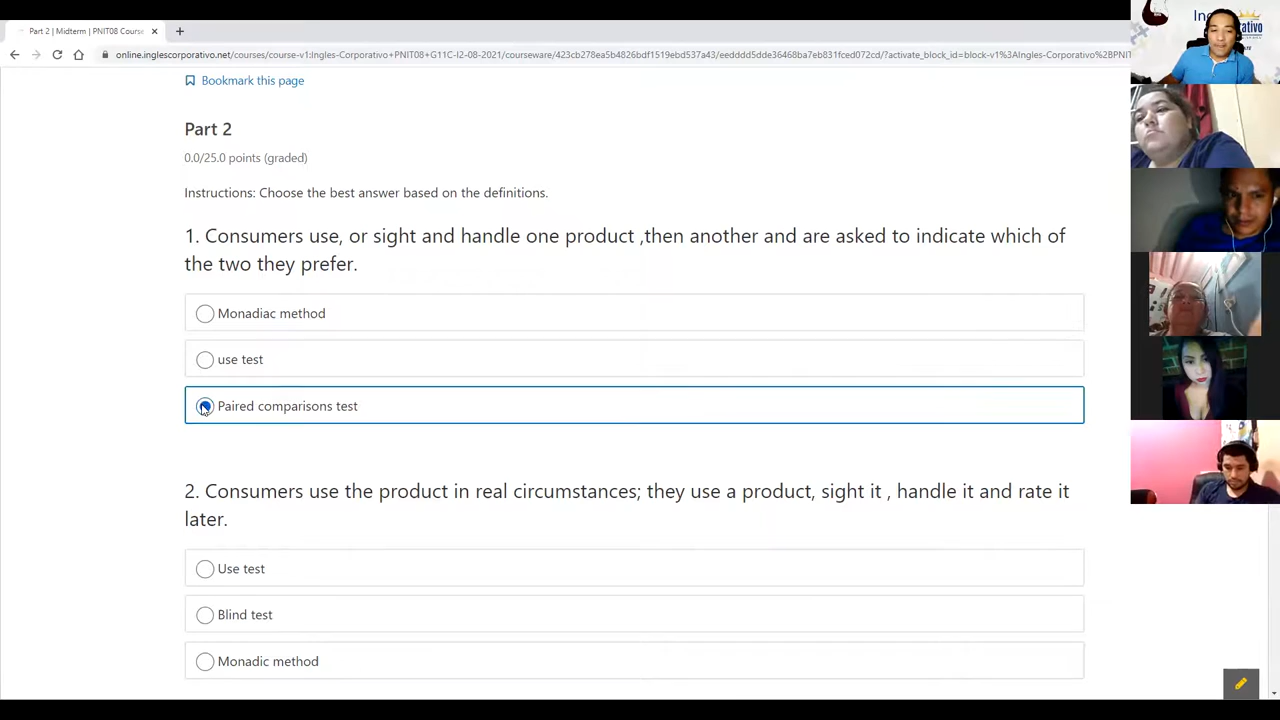 Part 2 | Midterm | PNIT08 Course
online.inglescorporativo.net/courses/course-v1:Ingles-Corporativo+PNIT08+G11C-I2-08-2021/courseware/423cb278ea5b4826bdf1519ebd537a43/eedddd5dde36468ba7eb831fced072cd/?activate_block_id=block-v1%3AIngles-Corporativo%2BPNI
Bookmark this page
Part 2
0.0/25.0 points (graded)
Instructions: Choose the best answer based on the definitions.
1. Consumers use, or sight and handle one product ,then another and are asked to indicate which of
the two they prefer.
Monadiac method
use test
Paired comparisons test
2. Consumers use the product in real circumstances; they use a product, sight it , handle it and rate it
later.
Use test
Blind test
Monadic method